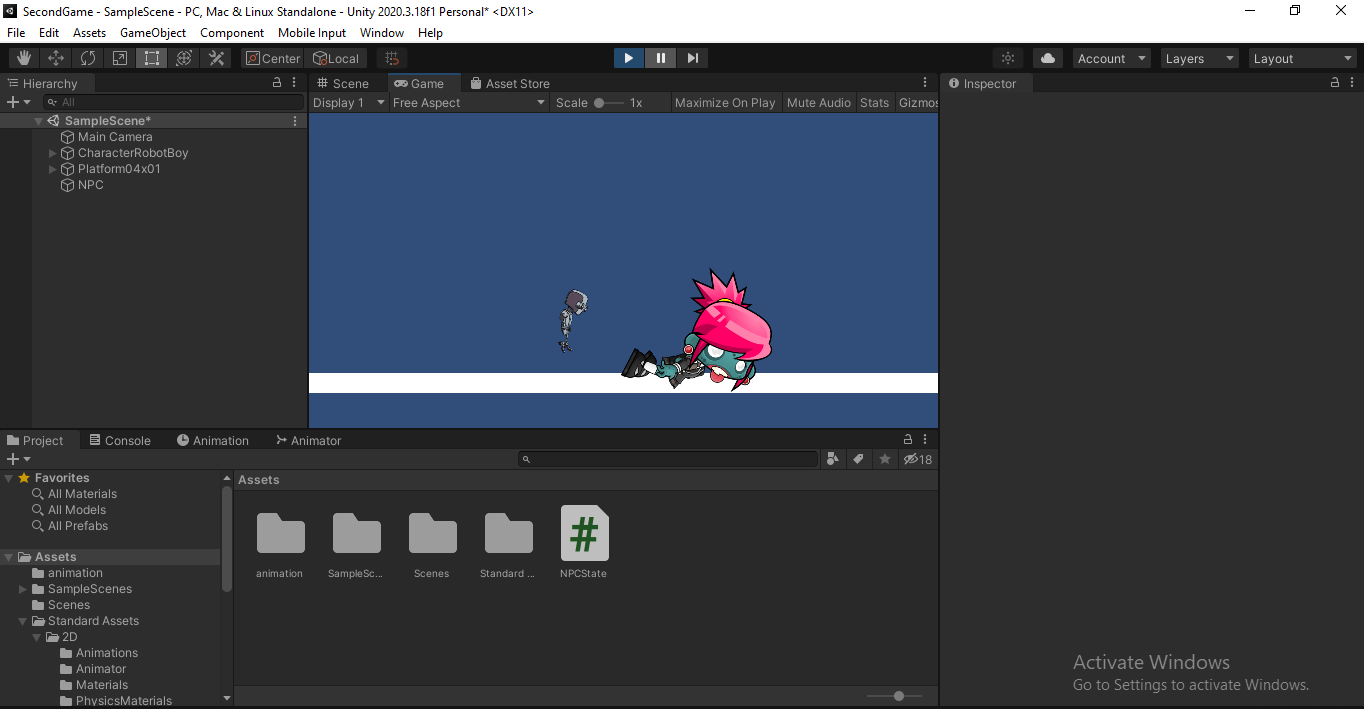 SecondGame - SampleScene - PC, Mac & Linux Standalone - Unity 2020.3.18f1 Personal* <DX11>
File Edit Assets GameObject Component Mobile Input Window Help
Center Local Account Layers Layout
Hierarchy Scene Game Asset Store Inspector
All Display 1 Free Aspect Scale 1x Maximize On Play Mute Audio Stats Gizmos
SampleScene*
Main Camera
CharacterRobotBoy
Platform04x01
NPC
Project Console Animation Animator
18
Favorites
All Materials
All Models
All Prefabs
Assets
animation
SampleScenes
Scenes
Standard Assets
2D
Animations
Animator
Materials
PhysicsMaterials
Assets
animation SampleSc... Scenes Standard ... NPCState
Activate Windows
Go to Settings to activate Windows.